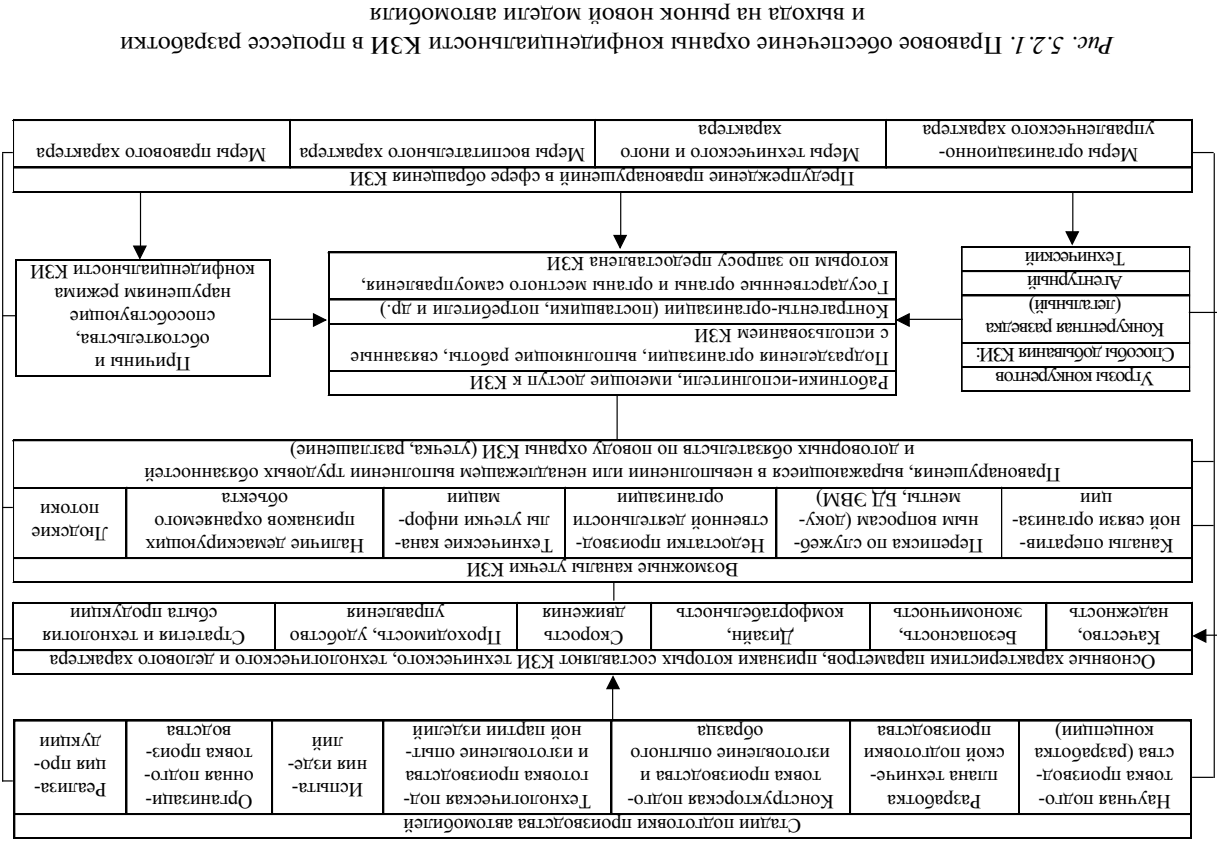 Стадии подготовки производства автомобилей
Научная подго-
товка производ-
ства (разработка
концепции)
Разработка
плана техниче-
ской подготовки
производства
Конструкторская подго-
товка производства и
изготовление опытного
образца
Технологическая под-
готовка производства
и изготовление опыт-
ной партии изделий
Испыта-
ния изде-
лий
Организаци-
онная подго-
товка произ-
водства
Реализа-
ция про-
дукции
Основные характеристики параметров, признаки которых составляют КЗИ технического, технологического и делового характера
Качество,
надежность
Безопасность,
экономичность
Дизайн,
комфортабельность
Скорость
движения
Проходимость, удобство
управления
Стратегия и технология
сбыта продукции
Возможные каналы утечки КЗИ
Каналы оператив-
ной связи организа-
ции
Переписка по служеб-
ным вопросам (доку-
менты, БД ЭВМ)
Недостатки производ-
ственной деятельности
организации
Технические кана-
лы утечки инфор-
мации
Наличие демаскирующих
признаков охраняемого
объекта
Людские
потоки
Правонарушения, выражающиеся в невыполнении или ненадлежащем выполнении трудовых обязанностей
и договорных обязательств по поводу охраны КЗИ (утечка, разглашение)
Угрозы конкурентов
Способы добывания КЗИ:
Конкурентная разведка
(легальный)
Агентурный
Технический
Работники-исполнители, имеющие доступ к КЗИ
Подразделения организации, выполняющие работы, связанные
с использованием КЗИ
Контрагенты-организации (поставщики, потребители и др.)
Государственные органы и органы местного самоуправления,
которым по запросу предоставлена КЗИ
Причины и
обстоятельства,
способствующие
нарушениям режима
конфиденциальности КЗИ
Предупреждение правонарушений в сфере обращения КЗИ
Меры организационно-
управленческого характера
Меры технического и иного
характера
Меры воспитательного характера
Меры правового характера
Рис. 5.2.1. Правовое обеспечение охраны конфиденциальности КЗИ в процессе разработки
и выхода на рынок новой модели автомобиля